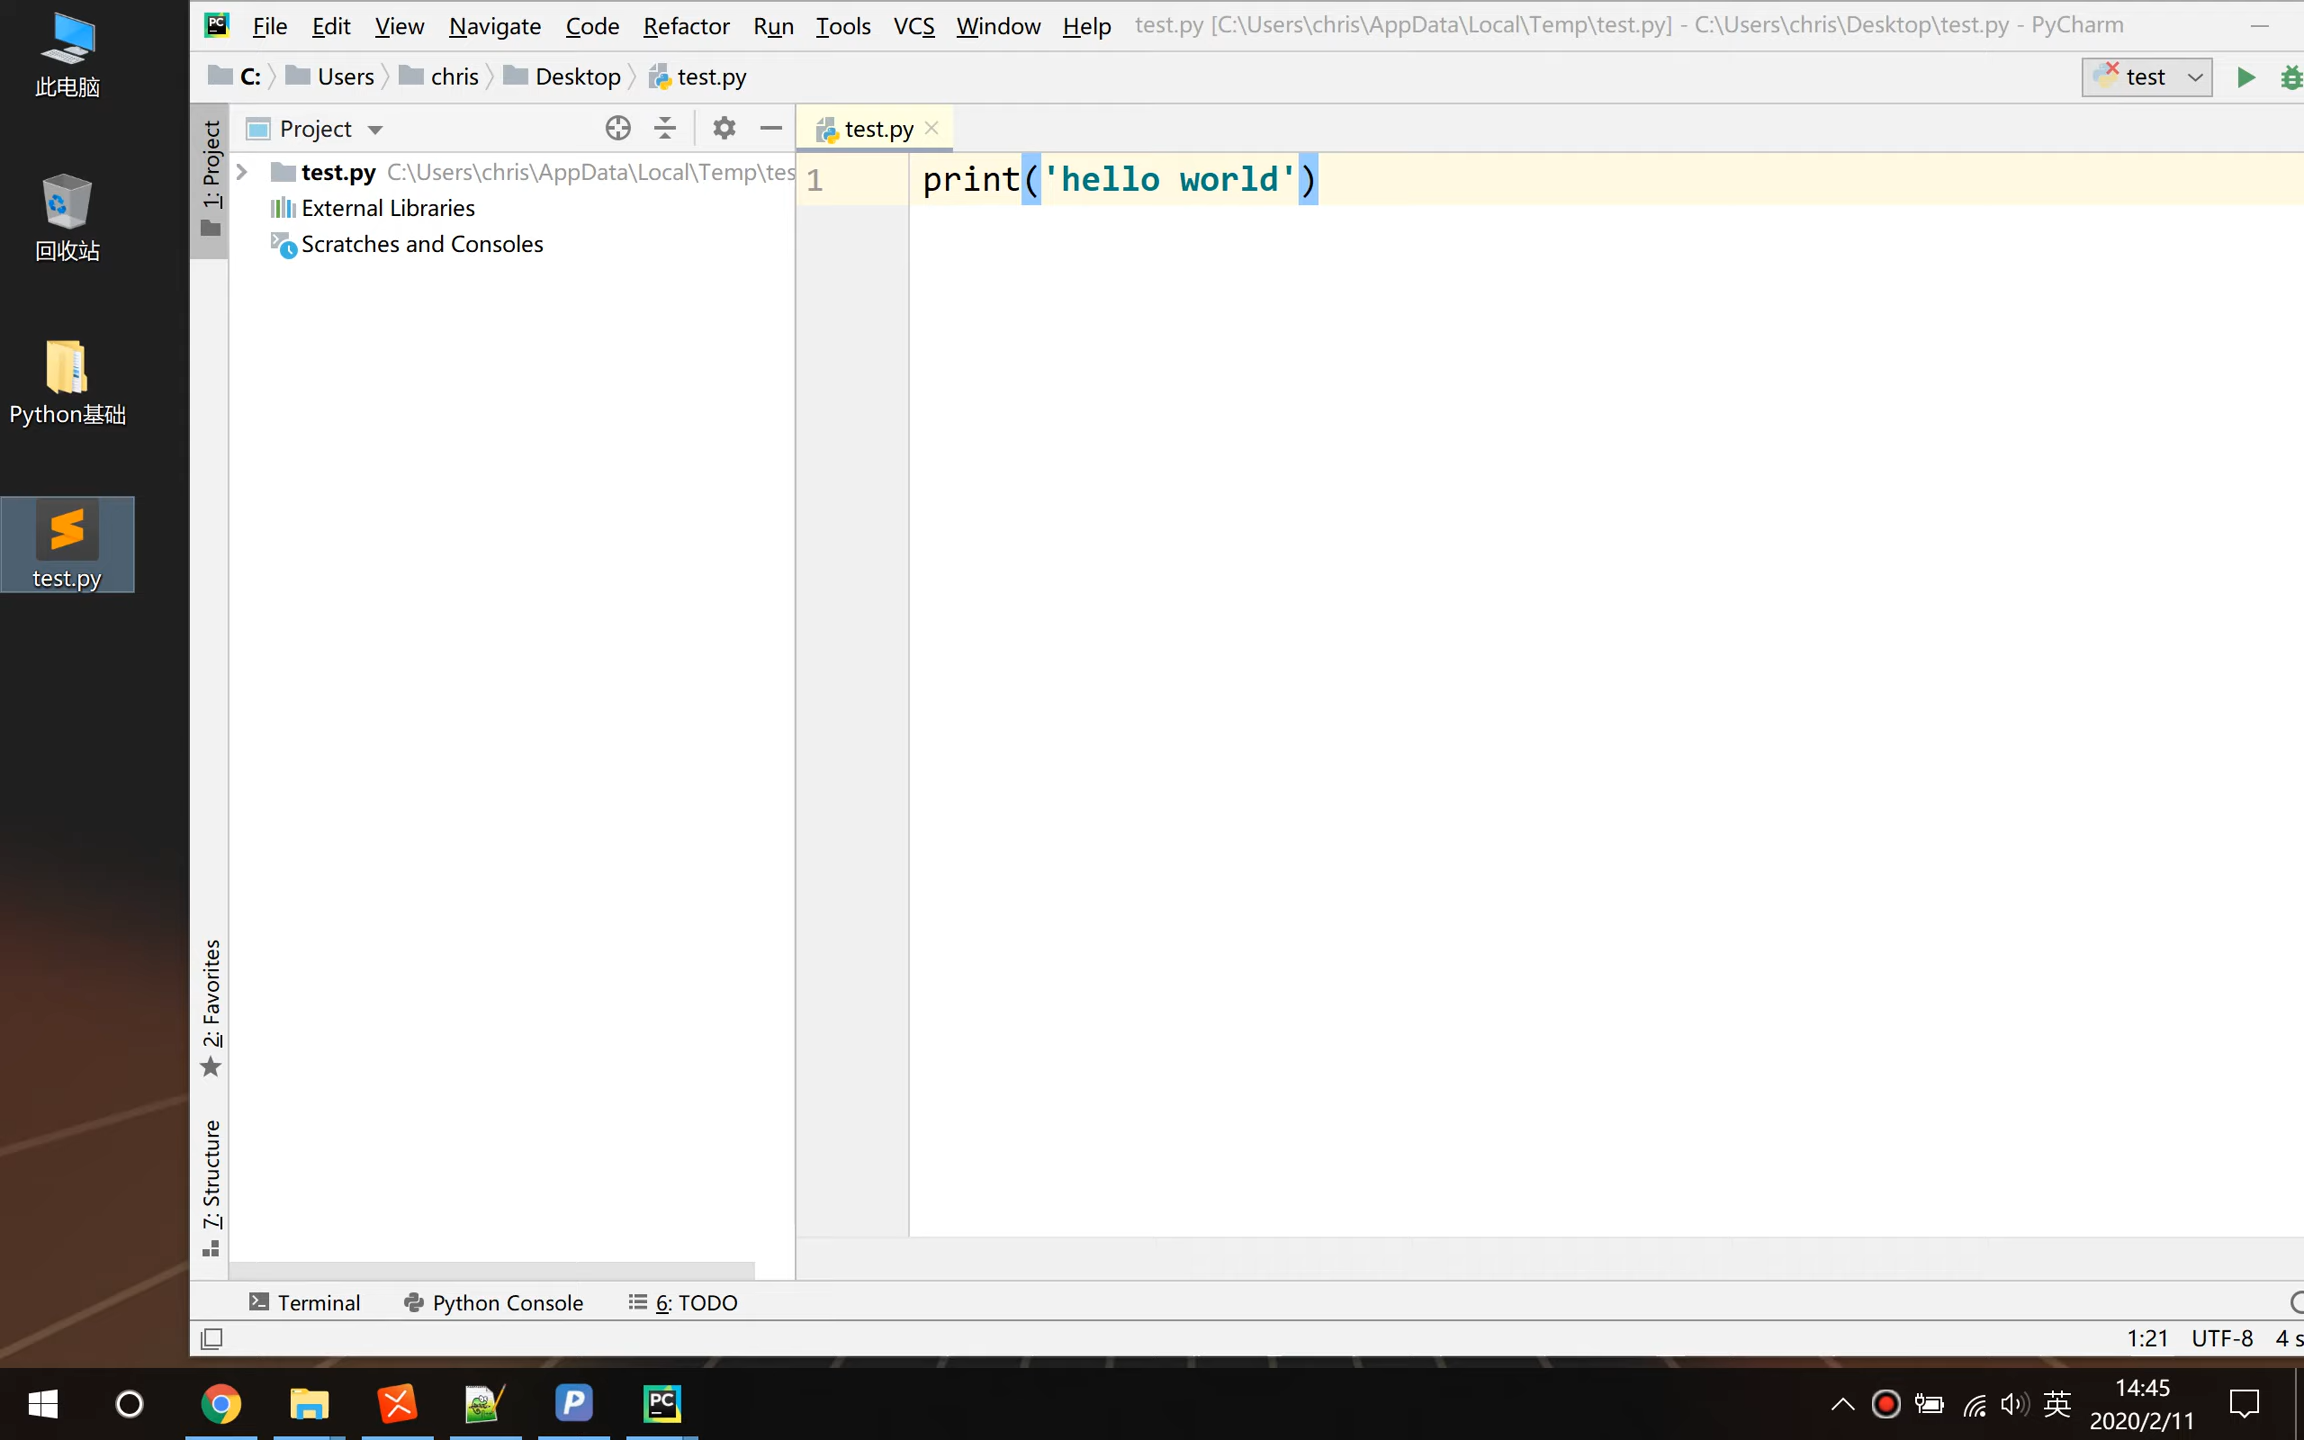 此电脑
回收站
Python基础
test.py
File Edit View Navigate Code Refactor Run Tools VCS Window Help test.py [C:\Users\chris\AppData\Local\Temp\test.py] - C:\Users\chris\Desktop\test.py - PyCharm
C: Users chris Desktop test.py
test
1: Project
Project
test.py C:\Users\chris\AppData\Local\Temp\tes
External Libraries
Scratches and Consoles
2: Favorites
7: Structure
test.py
1 print('hello world')
Terminal Python Console 6: TODO
1:21 UTF-8 4 s
英
14:45
2020/2/11